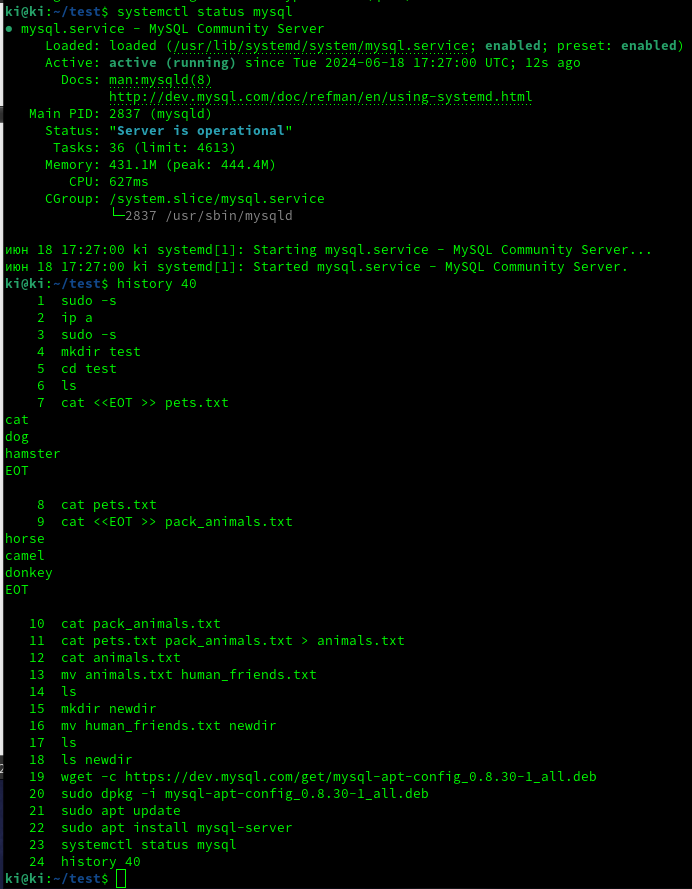 ki@ki:~/test$ systemctl status mysql
● mysql.service - MySQL Community Server
     Loaded: loaded (/usr/lib/systemd/system/mysql.service; enabled; preset: enabled)
     Active: active (running) since Tue 2024-06-18 17:27:00 UTC; 12s ago
       Docs: man:mysqld(8)
             http://dev.mysql.com/doc/refman/en/using-systemd.html
   Main PID: 2837 (mysqld)
     Status: "Server is operational"
      Tasks: 36 (limit: 4613)
     Memory: 431.1M (peak: 444.4M)
        CPU: 627ms
     CGroup: /system.slice/mysql.service
             └─2837 /usr/sbin/mysqld

июн 18 17:27:00 ki systemd[1]: Starting mysql.service - MySQL Community Server...
июн 18 17:27:00 ki systemd[1]: Started mysql.service - MySQL Community Server.
ki@ki:~/test$ history 40
    1  sudo -s
    2  ip a
    3  sudo -s
    4  mkdir test
    5  cd test
    6  ls
    7  cat <<EOT >> pets.txt
cat
dog
hamster
EOT

    8  cat pets.txt
    9  cat <<EOT >> pack_animals.txt
horse
camel
donkey
EOT

   10  cat pack_animals.txt
   11  cat pets.txt pack_animals.txt > animals.txt
   12  cat animals.txt
   13  mv animals.txt human_friends.txt
   14  ls
   15  mkdir newdir
   16  mv human_friends.txt newdir
   17  ls
   18  ls newdir
   19  wget -c https://dev.mysql.com/get/mysql-apt-config_0.8.30-1_all.deb
   20  sudo dpkg -i mysql-apt-config_0.8.30-1_all.deb
   21  sudo apt update
   22  sudo apt install mysql-server
   23  systemctl status mysql
   24  history 40
ki@ki:~/test$